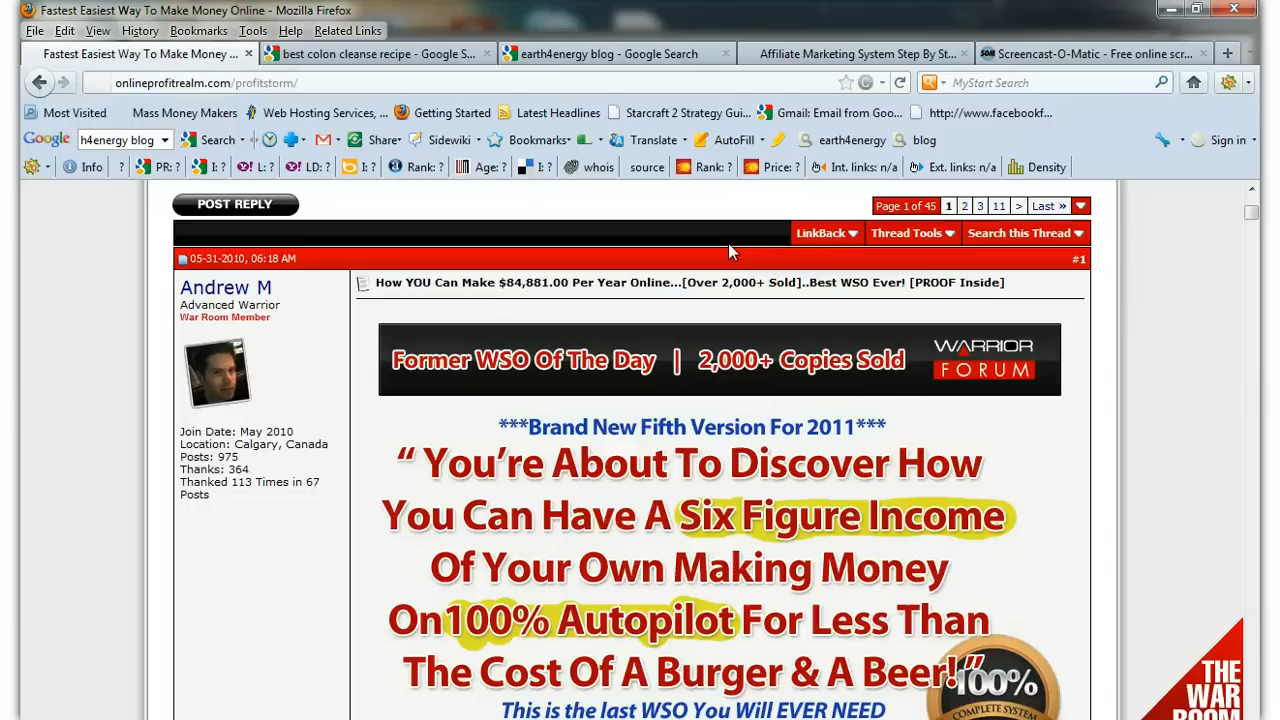 Fastest Easiest Way To Make Money Online - Mozilla Firefox
File Edit View History Bookmarks Tools Help Related Links
Fastest Easiest Way To Make Money ... × best colon cleanse recipe - Google S... × earth4energy blog - Google Search × Affiliate Marketing System Step By St... × Screencast-O-Matic - Free online scr... × +
onlineprofitrealm.com/profitstorm/ MyStart Search
Most Visited Mass Money Makers Web Hosting Services, ... Getting Started Latest Headlines Starcraft 2 Strategy Gui... Gmail: Email from Goo... http://www.facebookf...
Google h4energy blog Search Share Sidewiki Bookmarks Translate AutoFill earth4energy blog Sign in
Info ? PR: ? I: ? L: ? LD: ? I: ? Rank: ? Age: ? I: ? whois source Rank: ? Price: ? Int. links: n/a Ext. links: n/a Density
POST REPLY Page 1 of 45 1 2 3 11 > Last »
LinkBack Thread Tools Search this Thread
05-31-2010, 06:18 AM #1
Andrew M
Advanced Warrior
War Room Member
Join Date: May 2010
Location: Calgary, Canada
Posts: 975
Thanks: 364
Thanked 113 Times in 67
Posts
How YOU Can Make $84,881.00 Per Year Online...[Over 2,000+ Sold]..Best WSO Ever! [PROOF Inside]
Former WSO Of The Day | 2,000+ Copies Sold
WARRIOR
FORUM
***Brand New Fifth Version For 2011***
“ You’re About To Discover How
You Can Have A Six Figure Income
Of Your Own Making Money
On100% Autopilot For Less Than
The Cost Of A Burger & A Beer!”
This is the last WSO You Will EVER NEED
100%
COMPLETE SYSTEM
THE
WAR
ROOM